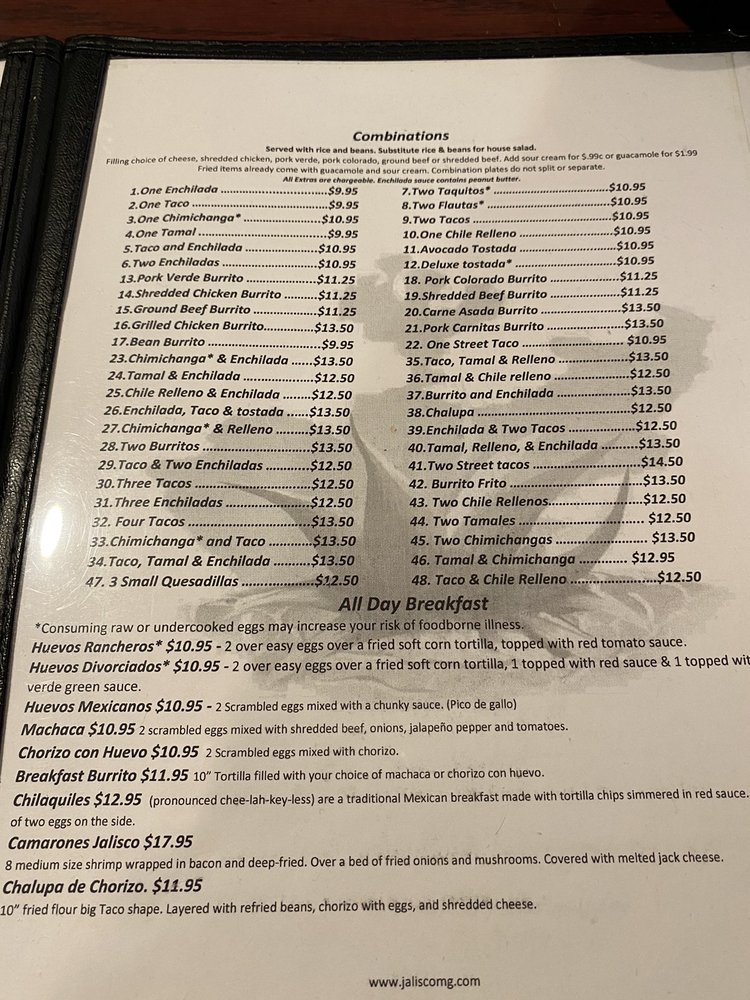 Combinations
Served with rice and beans. Substitute rice & beans for house salad.
Filling choice of cheese, shredded chicken, pork verde, pork colorado, ground beef or shredded beef. Add sour cream for $.99c or guacamole for $1.99
Fried items already come with guacamole and sour cream. Combination plates do not split or separate.
All Extras are chargeable. Enchilada sauce contains peanut butter.
1.One Enchilada ...............................$9.95
2.One Taco ...............................$9.95
3.One Chimichanga* .....................$10.95
4.One Tamal ...............................$9.95
5.Taco and Enchilada .....................$10.95
6.Two Enchiladas .........................$10.95
13.Pork Verde Burrito ...................$11.25
14.Shredded Chicken Burrito .........$11.25
15.Ground Beef Burrito .................$11.25
16.Grilled Chicken Burrito...............$13.50
17.Bean Burrito ...........................$9.95
23.Chimichanga* & Enchilada .......$13.50
24.Tamal & Enchilada ...................$12.50
25.Chile Relleno & Enchilada .........$12.50
26.Enchilada, Taco & tostada ......$13.50
27.Chimichanga* & Relleno ..........$13.50
28.Two Burritos ..........................$13.50
29.Taco & Two Enchiladas ............$12.50
30.Three Tacos ...........................$12.50
31.Three Enchiladas .....................$12.50
32. Four Tacos ...........................$13.50
33.Chimichanga* and Taco ...........$13.50
34.Taco, Tamal & Enchilada ..........$13.50
47. 3 Small Quesadillas .................$12.50
7.Two Taquitos* ............................$10.95
8.Two Flautas* ..............................$10.95
9.Two Tacos .................................$10.95
10.One Chile Relleno .....................$10.95
11.Avocado Tostada .......................$10.95
12.Deluxe tostada* ........................$10.95
18. Pork Colorado Burrito ...............$11.25
19.Shredded Beef Burrito ...............$11.25
20.Carne Asada Burrito ..................$13.50
21.Pork Carnitas Burrito .................$13.50
22. One Street Taco ....................... $10.95
35.Taco, Tamal & Relleno ...............$13.50
36.Tamal & Chile relleno .................$12.50
37.Burrito and Enchilada ................$13.50
38.Chalupa ...................................$12.50
39.Enchilada & Two Tacos ...............$12.50
40.Tamal, Relleno, & Enchilada .........$13.50
41.Two Street tacos ........................$14.50
42. Burrito Frito .............................$13.50
43. Two Chile Rellenos.....................$12.50
44. Two Tamales ........................... $12.50
45. Two Chimichangas .................... $13.50
46. Tamal & Chimichanga ............ $12.95
48. Taco & Chile Relleno .................$12.50
All Day Breakfast
*Consuming raw or undercooked eggs may increase your risk of foodborne illness.
Huevos Rancheros* $10.95 - 2 over easy eggs over a fried soft corn tortilla, topped with red tomato sauce.
Huevos Divorciados* $10.95 - 2 over easy eggs over a fried soft corn tortilla, 1 topped with red sauce & 1 topped wit
verde green sauce.
Huevos Mexicanos $10.95 - 2 Scrambled eggs mixed with a chunky sauce. (Pico de gallo)
Machaca $10.95 2 scrambled eggs mixed with shredded beef, onions, jalapeño pepper and tomatoes.
Chorizo con Huevo $10.95 2 Scrambled eggs mixed with chorizo.
Breakfast Burrito $11.95 10" Tortilla filled with your choice of machaca or chorizo con huevo.
Chilaquiles $12.95 (pronounced chee-lah-key-less) are a traditional Mexican breakfast made with tortilla chips simmered in red sauce.
of two eggs on the side.
Camarones Jalisco $17.95
8 medium size shrimp wrapped in bacon and deep-fried. Over a bed of fried onions and mushrooms. Covered with melted jack cheese.
Chalupa de Chorizo. $11.95
10" fried flour big Taco shape. Layered with refried beans, chorizo with eggs, and shredded cheese.
www.jaliscomg.com